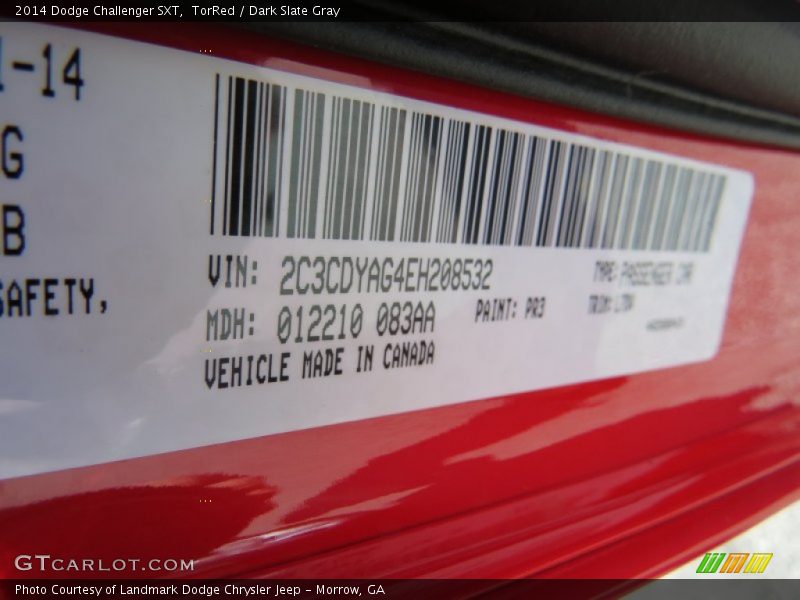 2014 Dodge Challenger SXT, TorRed / Dark Slate Gray
-14
G
B
SAFETY,
VIN: 2C3CDYAG4EH208532
TYPE: PASSENGER CAR
MDH: 012210 083AA
PAINT: PR3
TRIM:
VEHICLE MADE IN CANADA
GTCARLOT.COM
Photo Courtesy of Landmark Dodge Chrysler Jeep - Morrow, GA